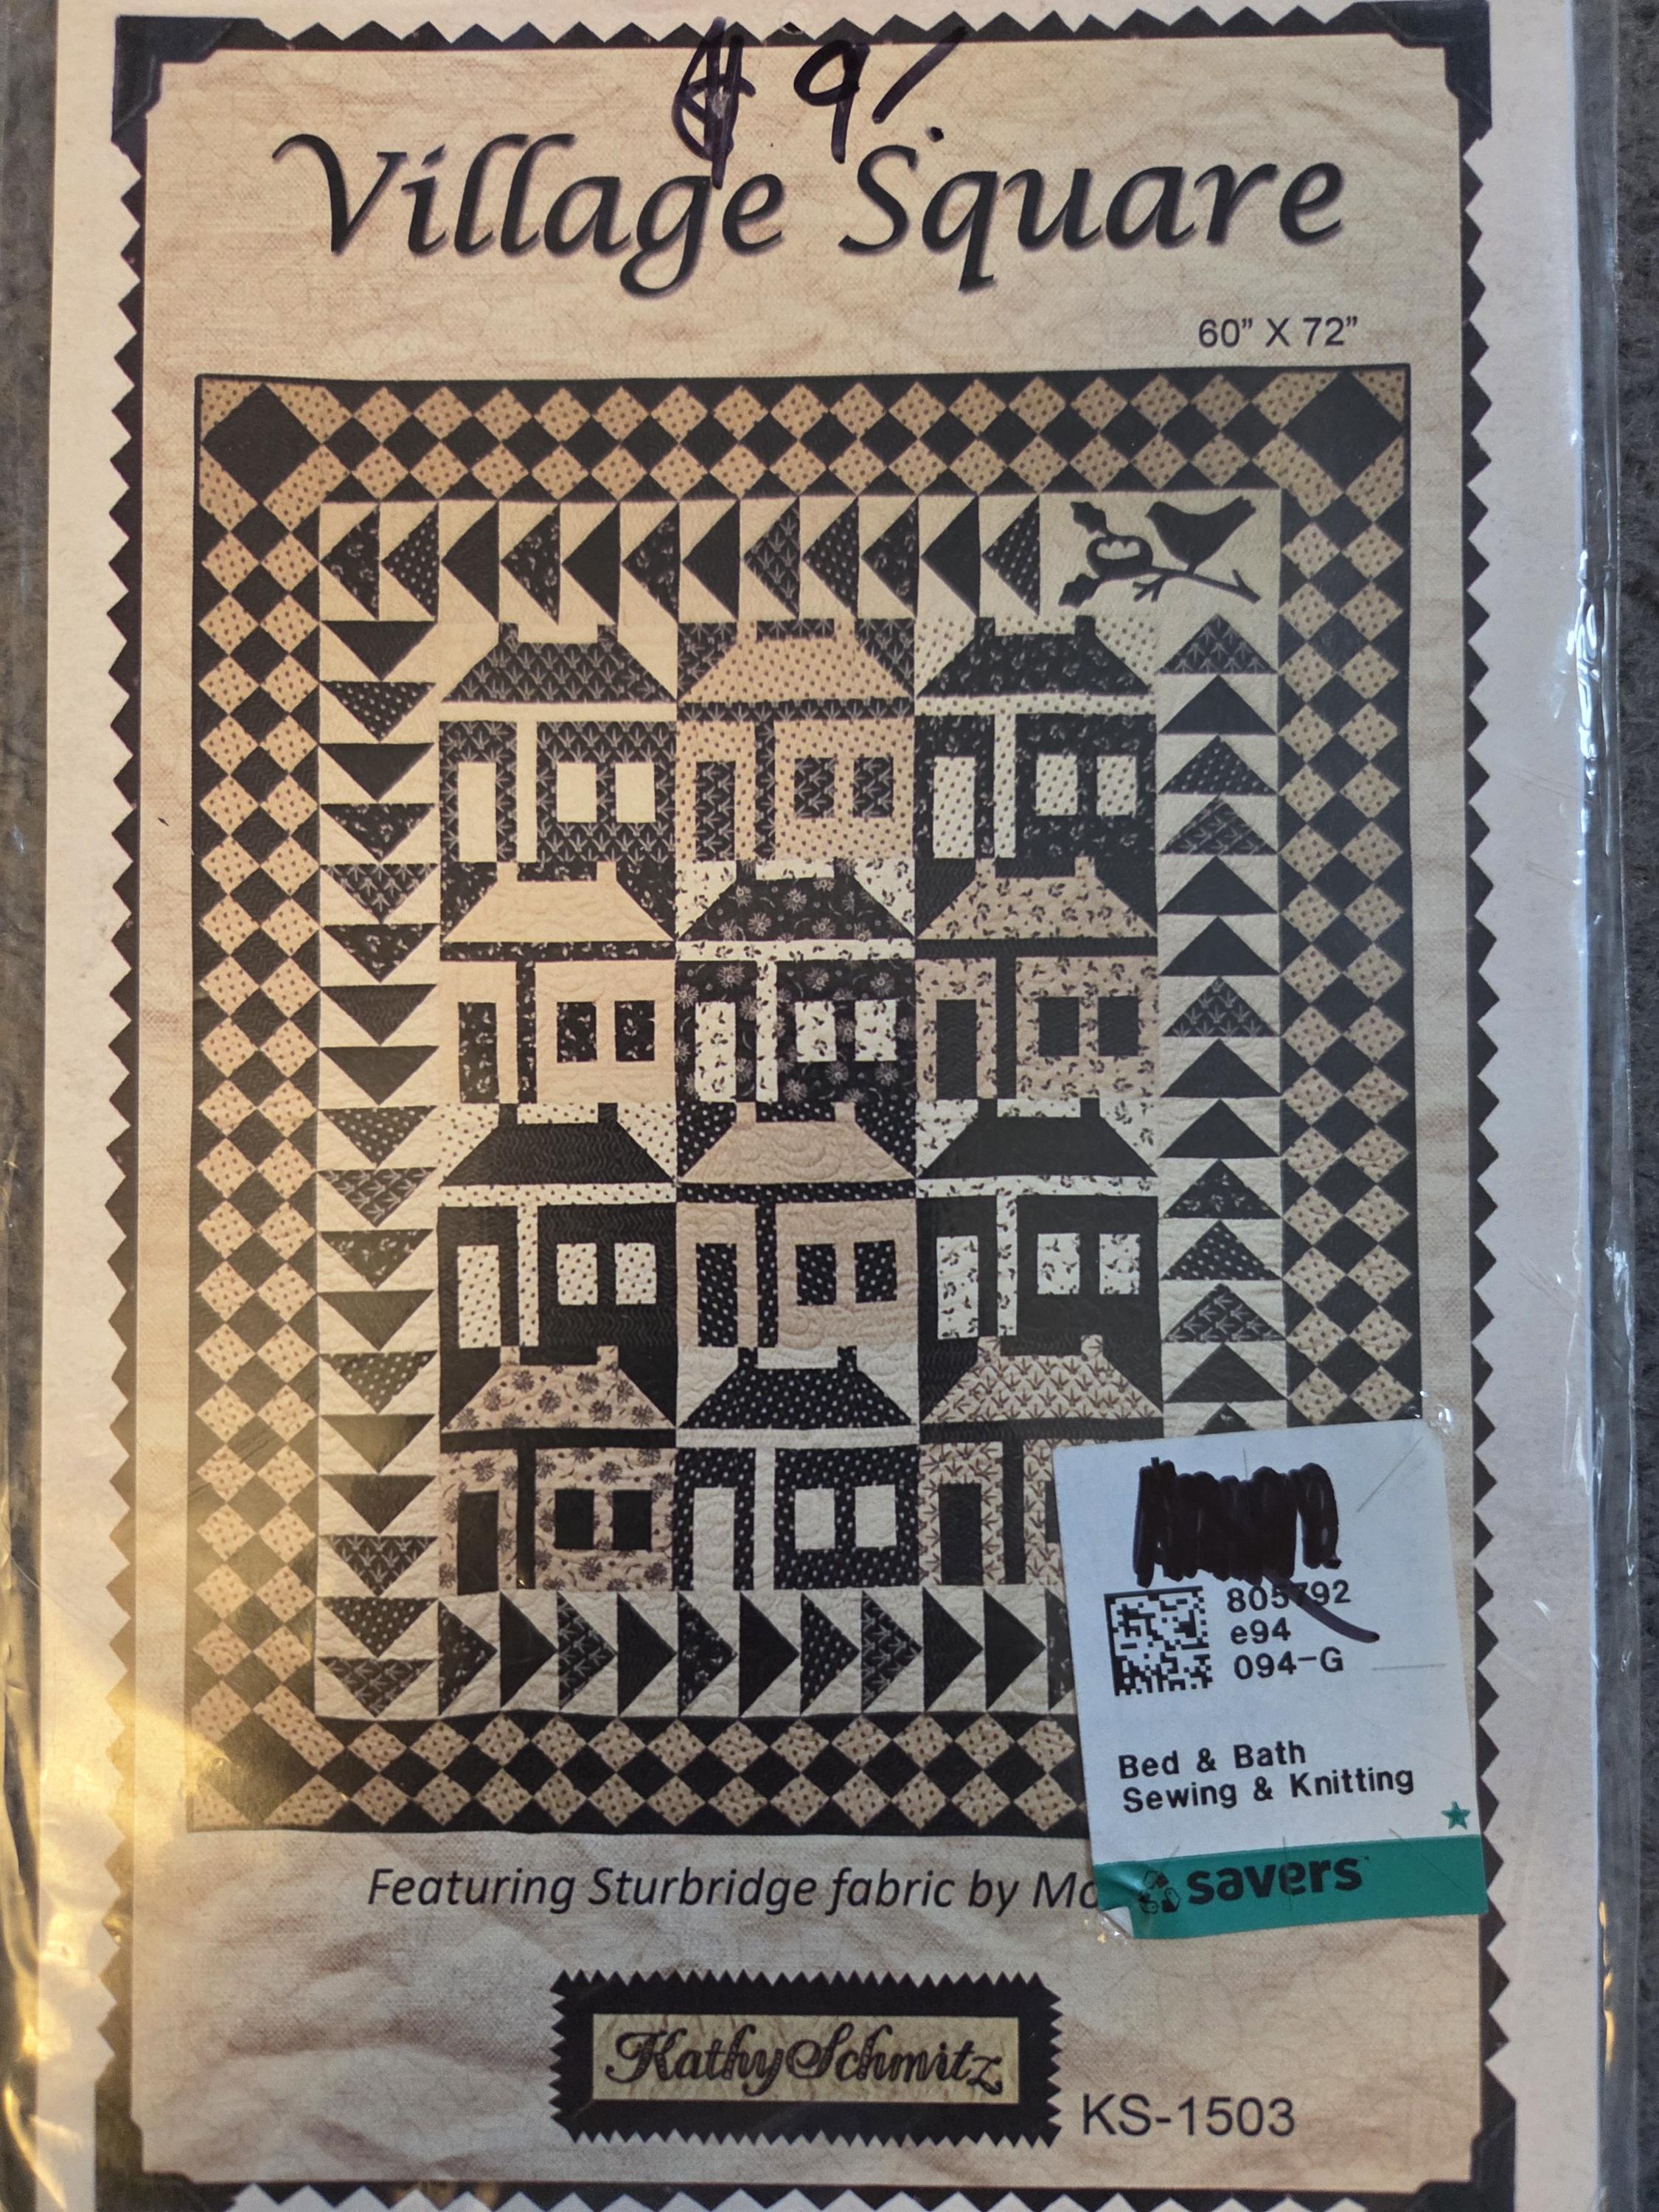 $ 9/.
Village Square
60” X 72”
805792
e94
094-G
Bed & Bath
Sewing & Knitting
savers
Featuring Sturbridge fabric by
Kathy Schmitz
KS-1503